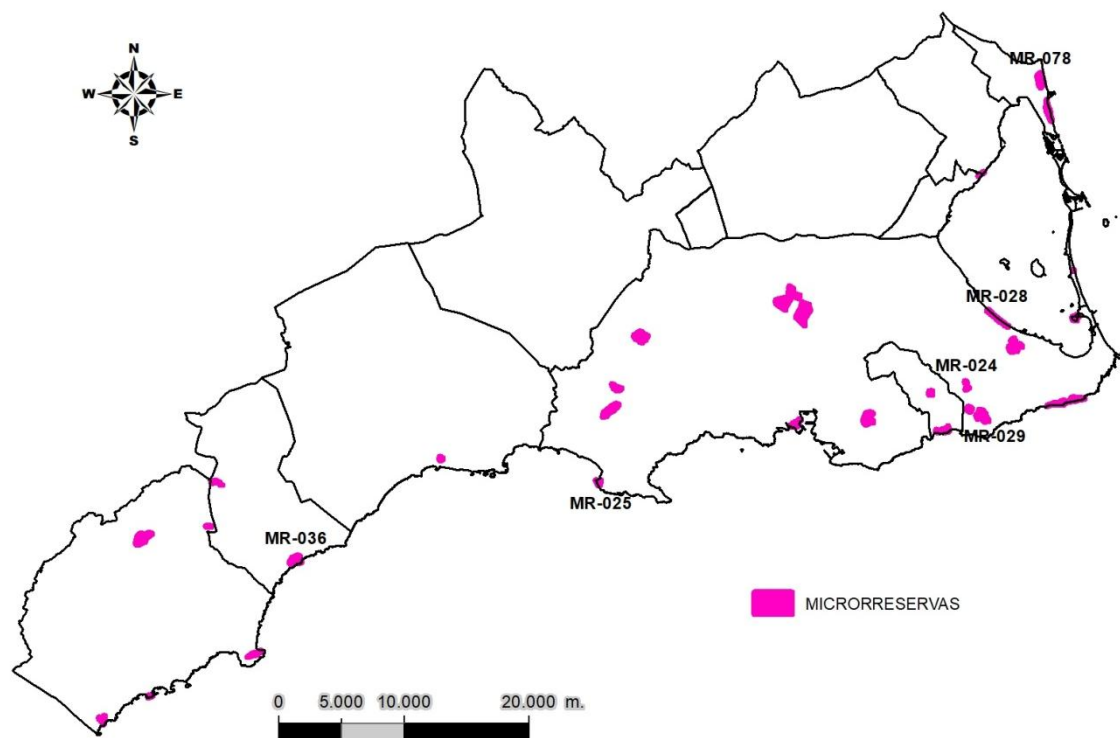 N
W E
S
MR-078
MR-028
MR-024
MR-029
MR-025
MR-036
MICRORRESERVAS
0 5.000 10.000 20.000 m.